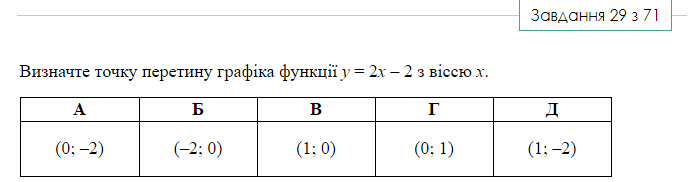 Завдання 29 з 71
Визначте точку перетину графіка функції y = 2x – 2 з віссю x.
А Б В Г Д
(0; –2) (–2; 0) (1; 0) (0; 1) (1; –2)